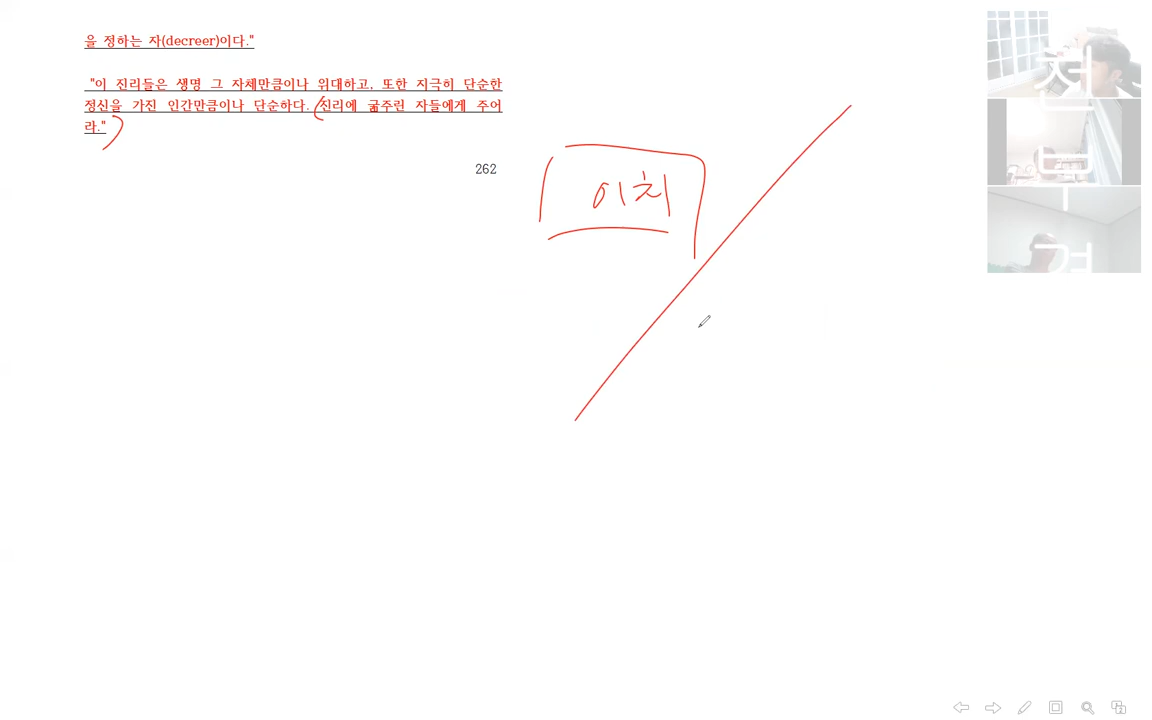 을 정하는 자(decreer)이다."
"이 진리들은 생명 그 자체만큼이나 위대하고, 또한 지극히 단순한
정신을 가진 인간만큼이나 단순하다. (진리에 굶주린 자들에게 주어
라.")
262
이치